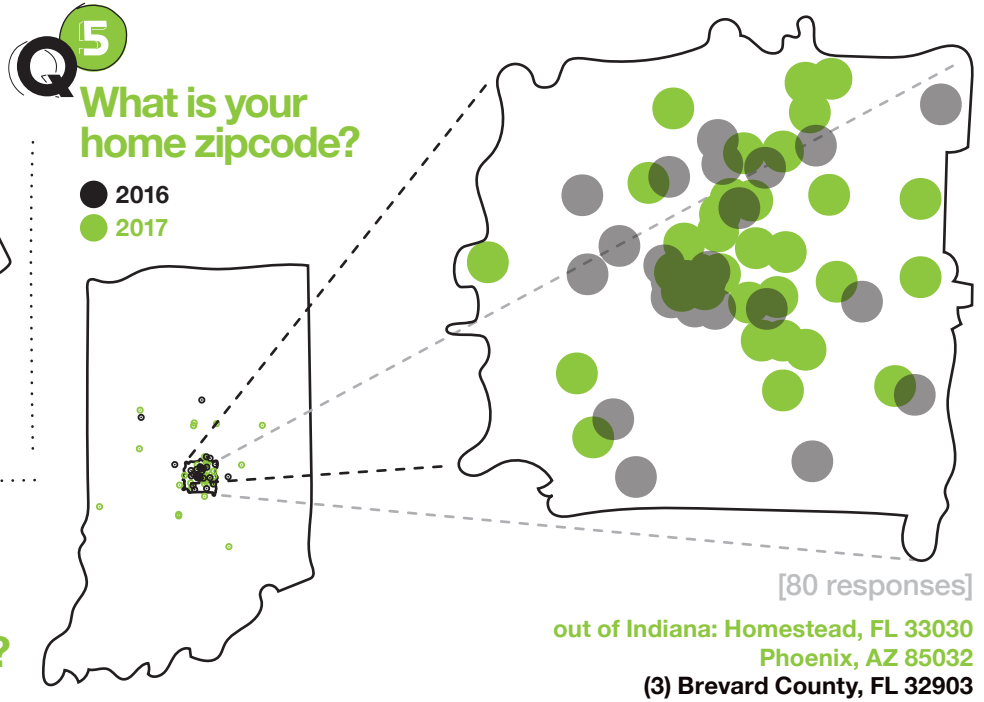 Q5
What is your
home zipcode?
2016
2017
[80 responses]
out of Indiana: Homestead, FL 33030
Phoenix, AZ 85032
(3) Brevard County, FL 32903
?